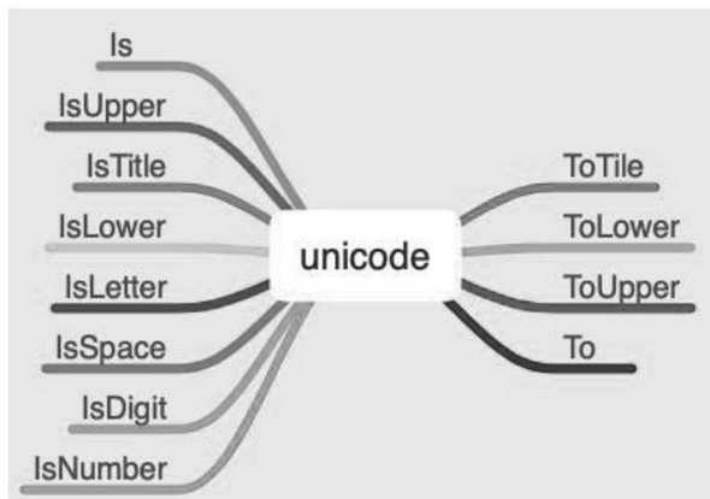 Is
IsUpper
IsTitle
IsLower
IsLetter
IsSpace
IsDigit
IsNumber
unicode
ToTile
ToLower
ToUpper
To